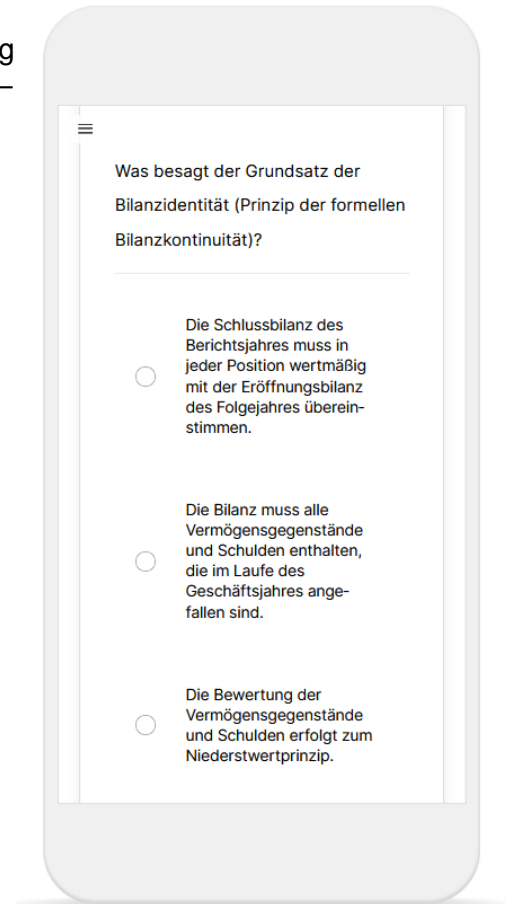 g
Was besagt der Grundsatz der
Bilanzidentität (Prinzip der formellen
Bilanzkontinuität)?
Die Schlussbilanz des
Berichtsjahres muss in
jeder Position wertmäßig
mit der Eröffnungsbilanz
des Folgejahres überein-
stimmen.
Die Bilanz muss alle
Vermögensgegenstände
und Schulden enthalten,
die im Laufe des
Geschäftsjahres ange-
fallen sind.
Die Bewertung der
Vermögensgegenstände
und Schulden erfolgt zum
Niederstwertprinzip.